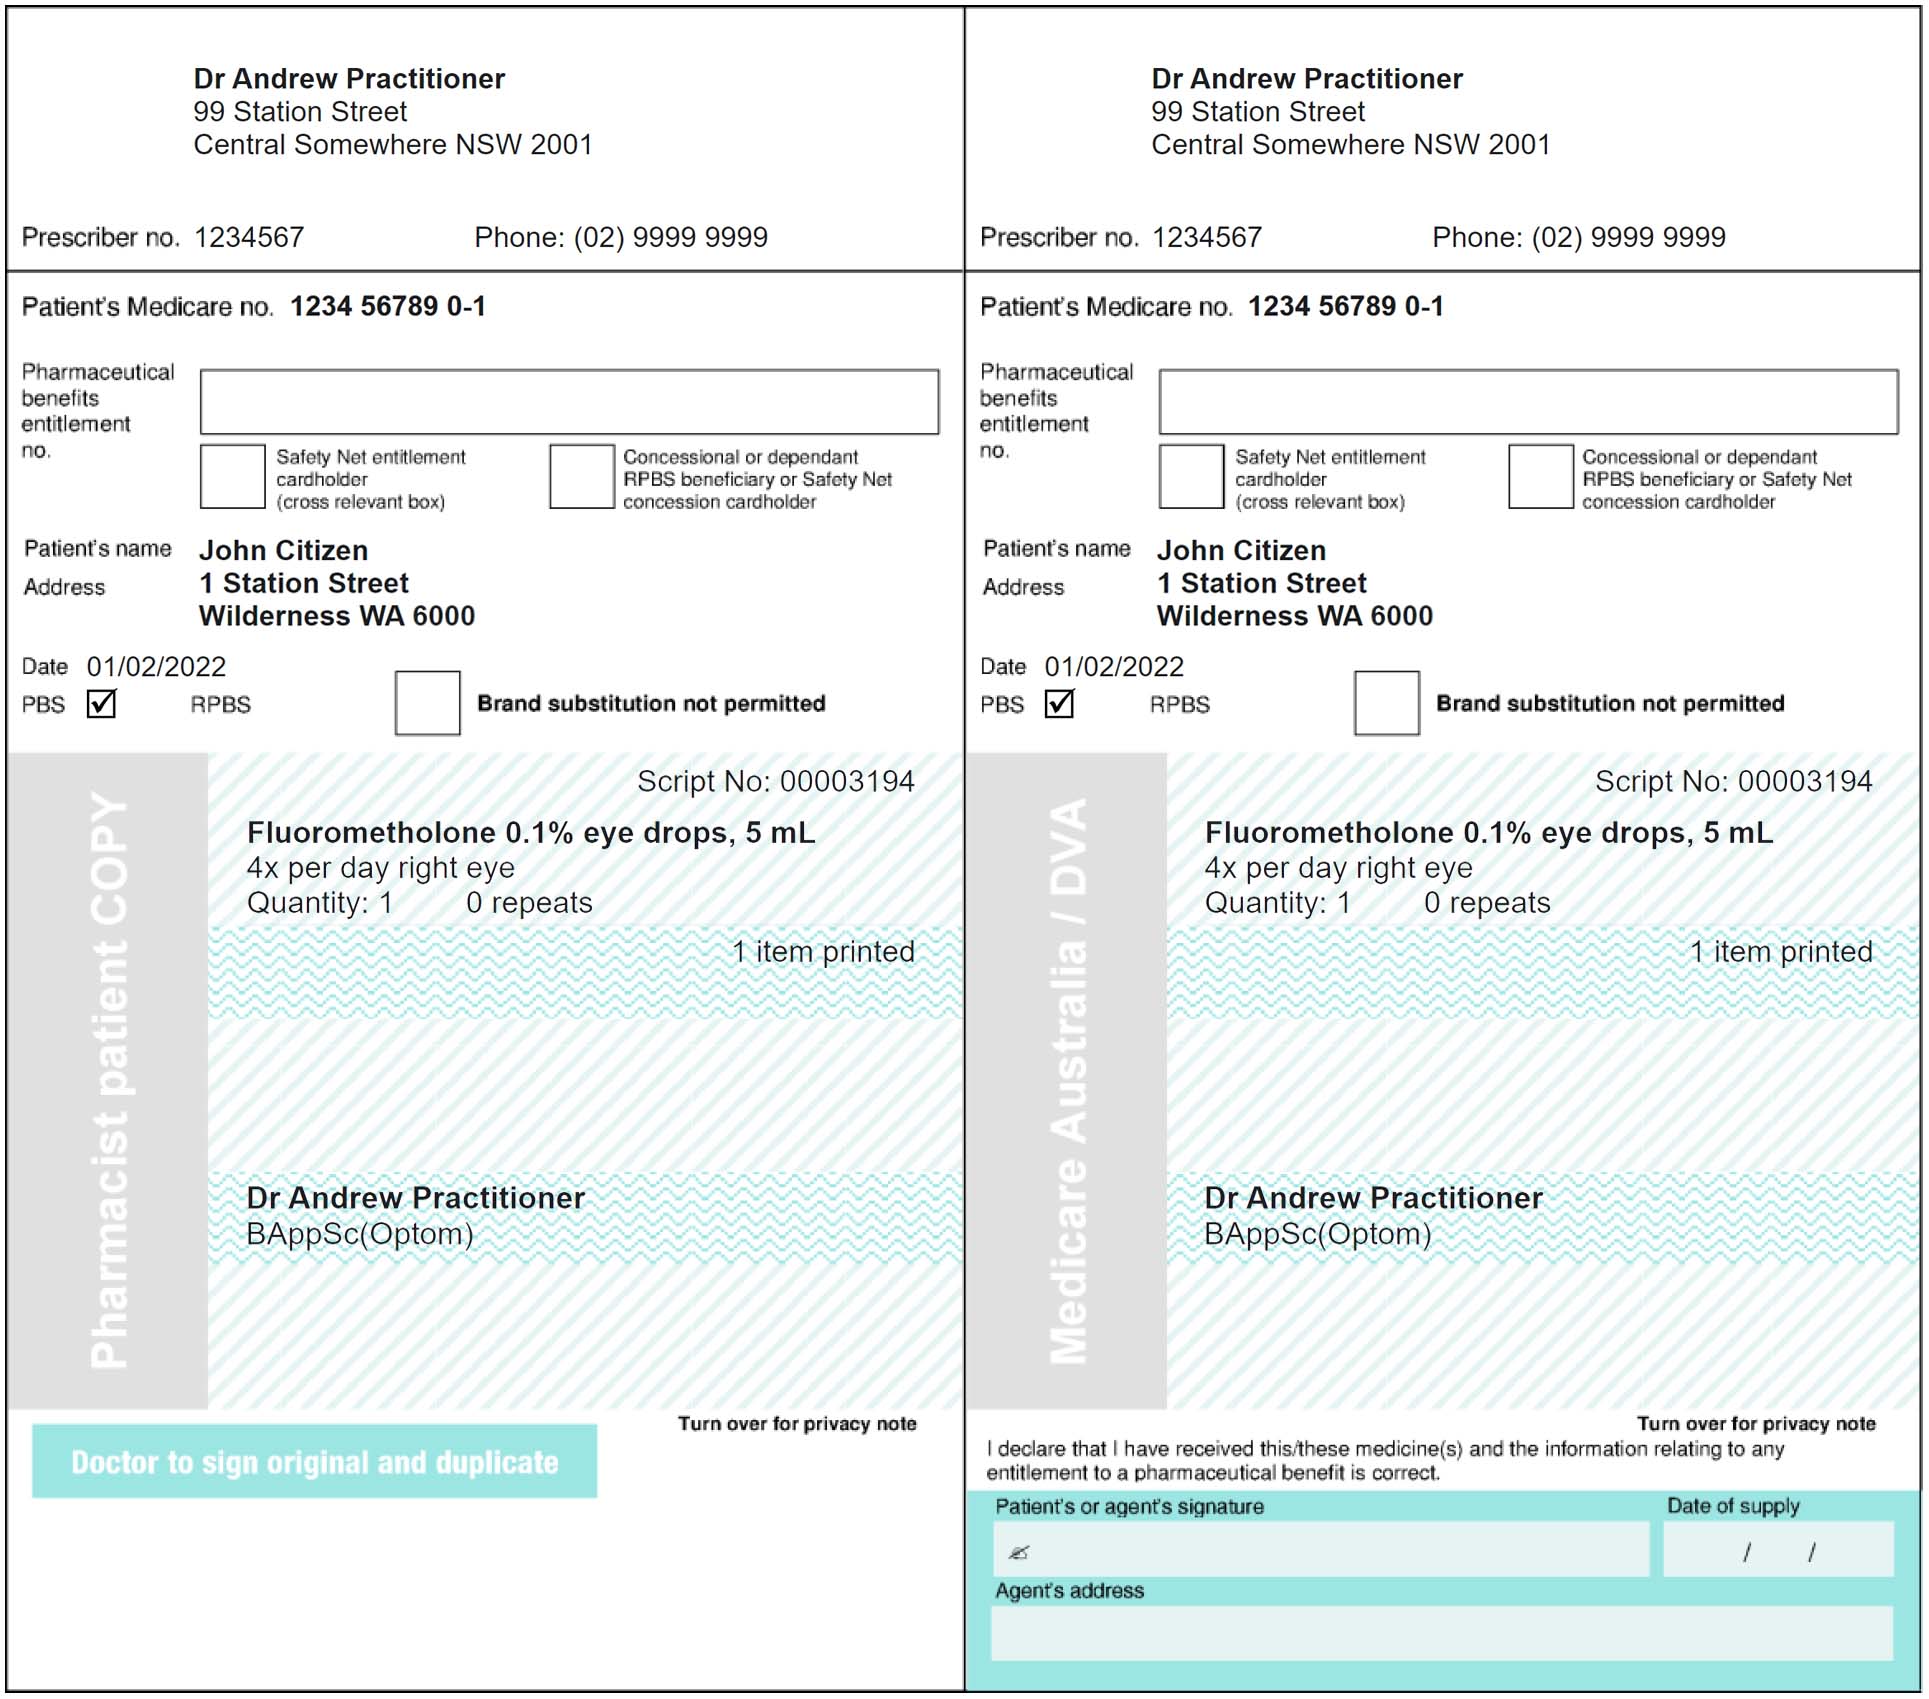 Dr Andrew Practitioner
99 Station Street
Central Somewhere NSW 2001
Prescriber no. 1234567 Phone: (02) 9999 9999
Patient's Medicare no. 1234 56789 0-1
Pharmaceutical
benefits
entitlement
no.
Safety Net entitlement
cardholder
(cross relevant box)
Concessional or dependant
RPBS beneficiary or Safety Net
concession cardholder
Patient's name John Citizen
Address 1 Station Street
Wilderness WA 6000
Date 01/02/2022
PBS RPBS Brand substitution not permitted
Pharmacist patient COPY
Script No: 00003194
Fluorometholone 0.1% eye drops, 5 mL
4x per day right eye
Quantity: 1 0 repeats
1 item printed
Dr Andrew Practitioner
BAppSc(Optom)
Turn over for privacy note
Doctor to sign original and duplicate
Dr Andrew Practitioner
99 Station Street
Central Somewhere NSW 2001
Prescriber no. 1234567 Phone: (02) 9999 9999
Patient's Medicare no. 1234 56789 0-1
Pharmaceutical
benefits
entitlement
no.
Safety Net entitlement
cardholder
(cross relevant box)
Concessional or dependant
RPBS beneficiary or Safety Net
concession cardholder
Patient's name John Citizen
Address 1 Station Street
Wilderness WA 6000
Date 01/02/2022
PBS RPBS Brand substitution not permitted
Medicare Australia / DVA
Script No: 00003194
Fluorometholone 0.1% eye drops, 5 mL
4x per day right eye
Quantity: 1 0 repeats
1 item printed
Dr Andrew Practitioner
BAppSc(Optom)
Turn over for privacy note
I declare that I have received this/these medicine(s) and the information relating to any
entitlement to a pharmaceutical benefit is correct.
Patient's or agent's signature Date of supply
/ /
Agent's address